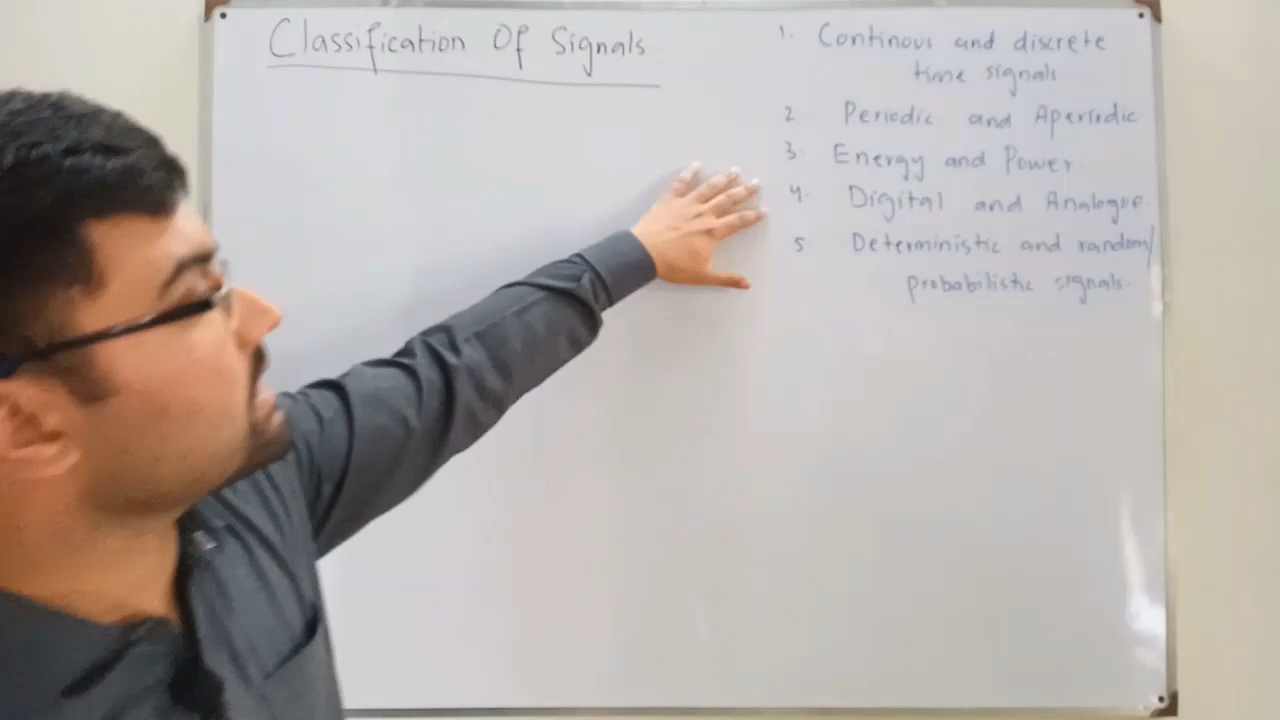 Classification Of Signals
1. Continous and discrete
time signals
2. Periodic and Aperiodic
3. Energy and Power
4. Digital and Analogue
5 Deterministic and random/
probabilistic signals